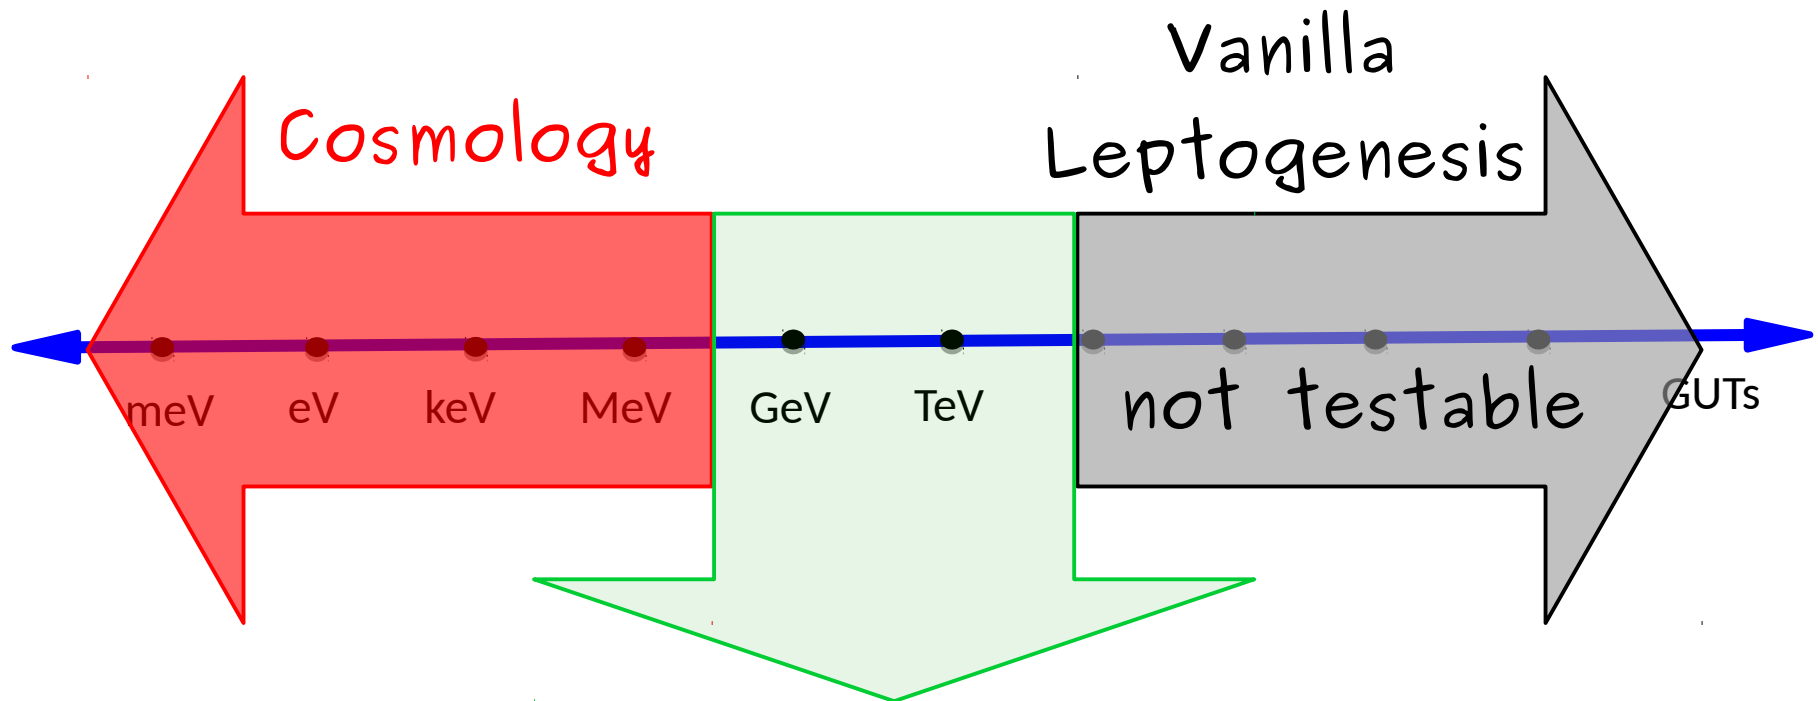 Vanilla
Cosmology
Leptogenesis
meV eV keV MeV GeV TeV not testable GUTs